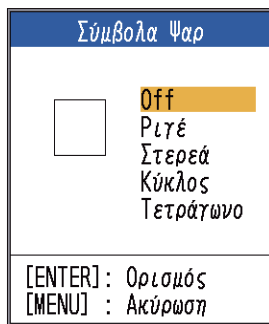 Σύμβολα Ψαρ
Off
Ριγέ
Στερεά
Κύκλος
Τετράγωνο
[ENTER]: Ορισμός
[MENU] : Ακύρωση